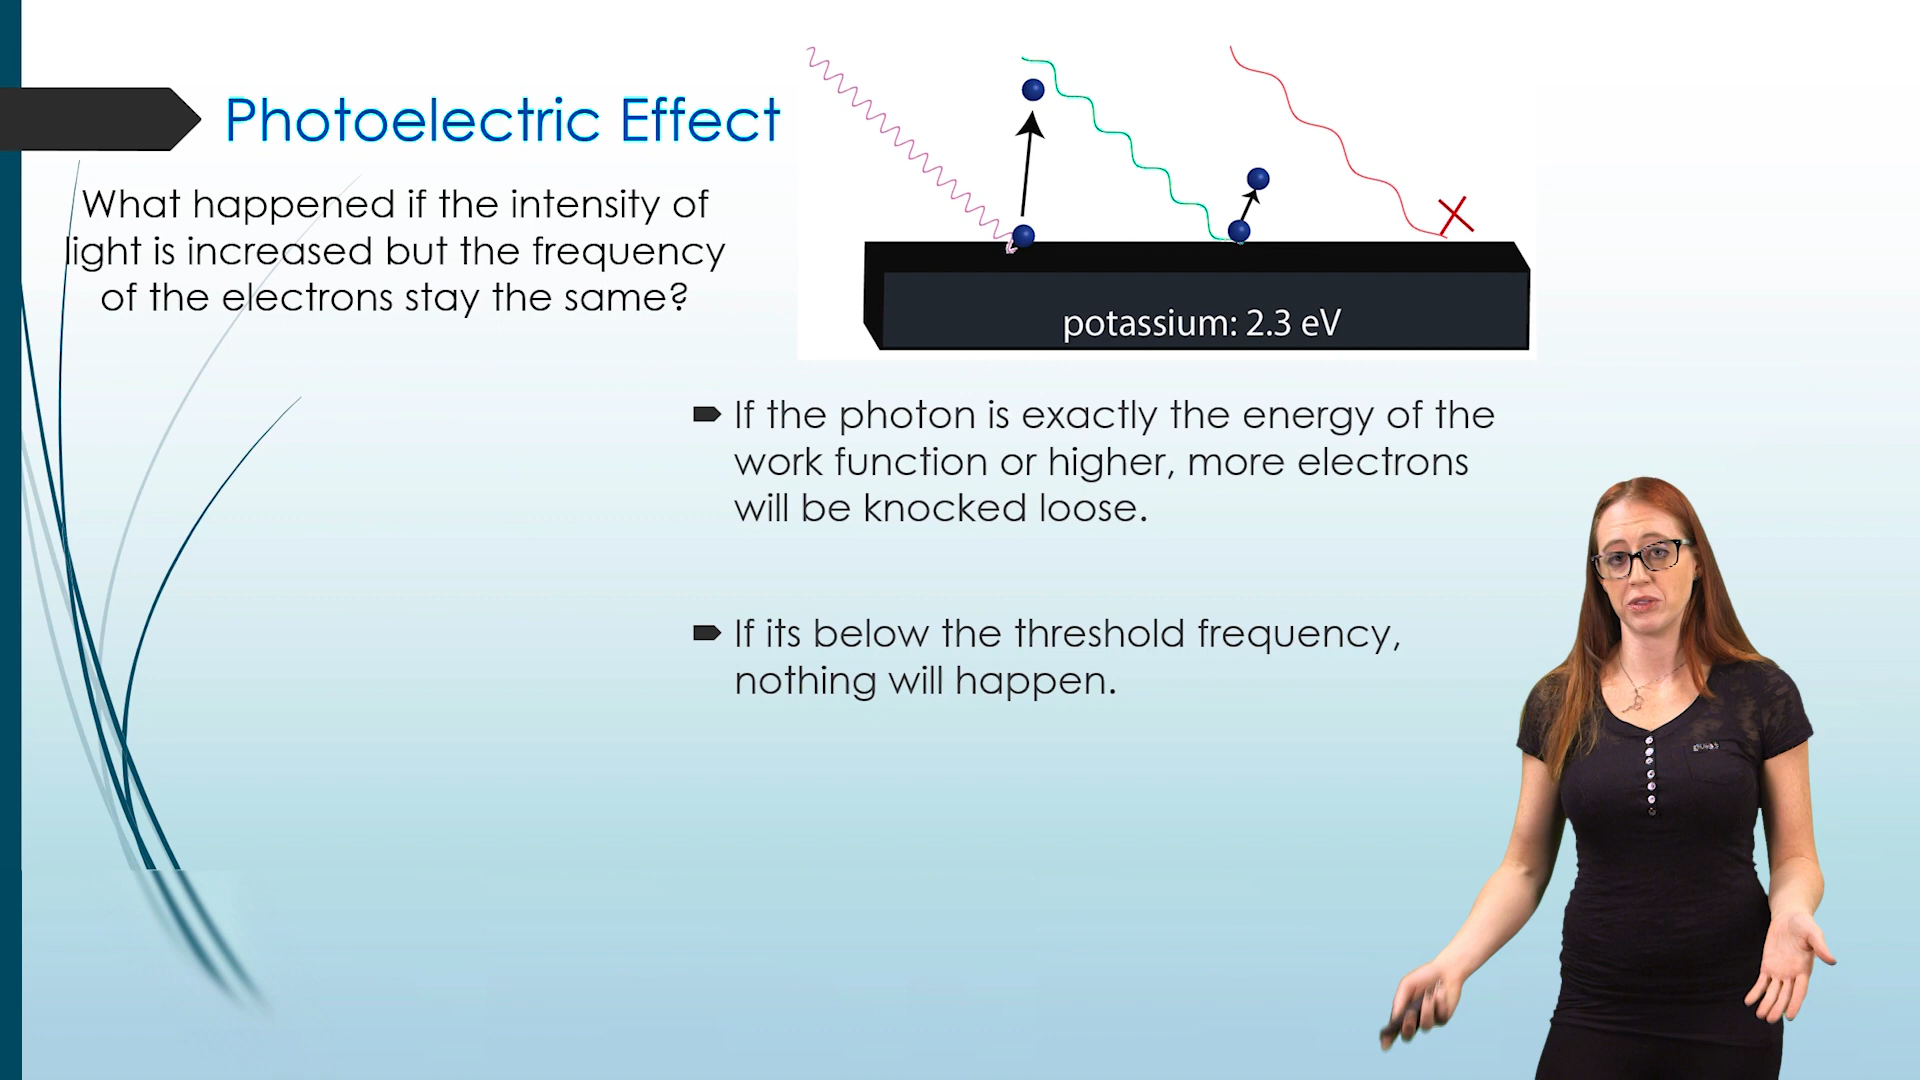 Photoelectric Effect
What happened if the intensity of
light is increased but the frequency
of the electrons stay the same?
potassium: 2.3 eV
If the photon is exactly the energy of the
work function or higher, more electrons
will be knocked loose.
If its below the threshold frequency,
nothing will happen.